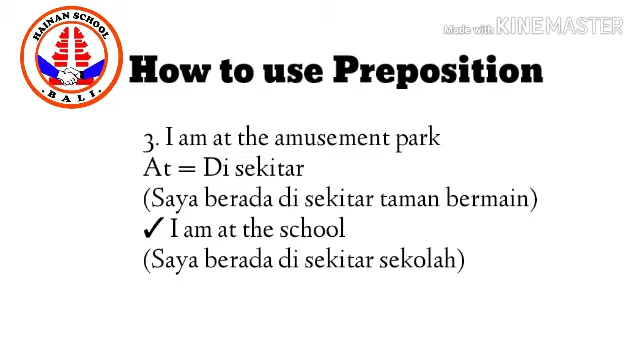 HAINAN SCHOOL
BALI
Made with KINEMASTER
How to use Preposition
3. I am at the amusement park
At = Di sekitar
(Saya berada di sekitar taman bermain)
✓ I am at the school
(Saya berada di sekitar sekolah)